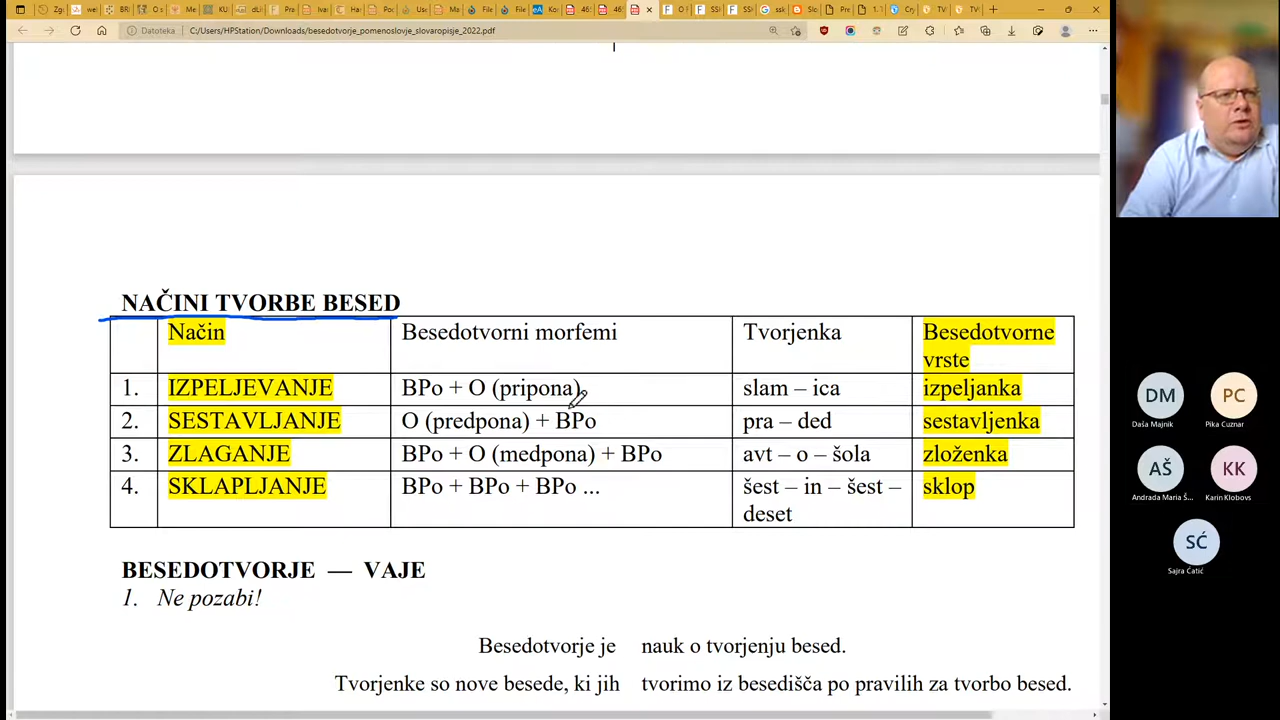 Datoteka
C:/Users/HPStation/Downloads/besedotvorje_pomenoslovje_slovaropisje_2022.pdf
NAČINI TVORBE BESED
Način Besedotvorni morfemi Tvorjenka Besedotvorne
vrste
1. IZPELJEVANJE BPo + O (pripona) slam – ica izpeljanka
2. SESTAVLJANJE O (predpona) + BPo pra – ded sestavljenka
3. ZLAGANJE BPo + O (medpona) + BPo avt – o – šola zloženka
4. SKLAPLJANJE BPo + BPo + BPo ... šest – in – šest – sklop
deset
BESEDOTVORJE — VAJE
1. Ne pozabi!
Besedotvorje je nauk o tvorjenju besed.
Tvorjenke so nove besede, ki jih tvorimo iz besedišča po pravilih za tvorbo besed.
DM PC
Daša Majnik Pika Cuznar
AŠ KK
Andrada Maria Š... Karin Klobovs
SĆ
Sajra Ćatić